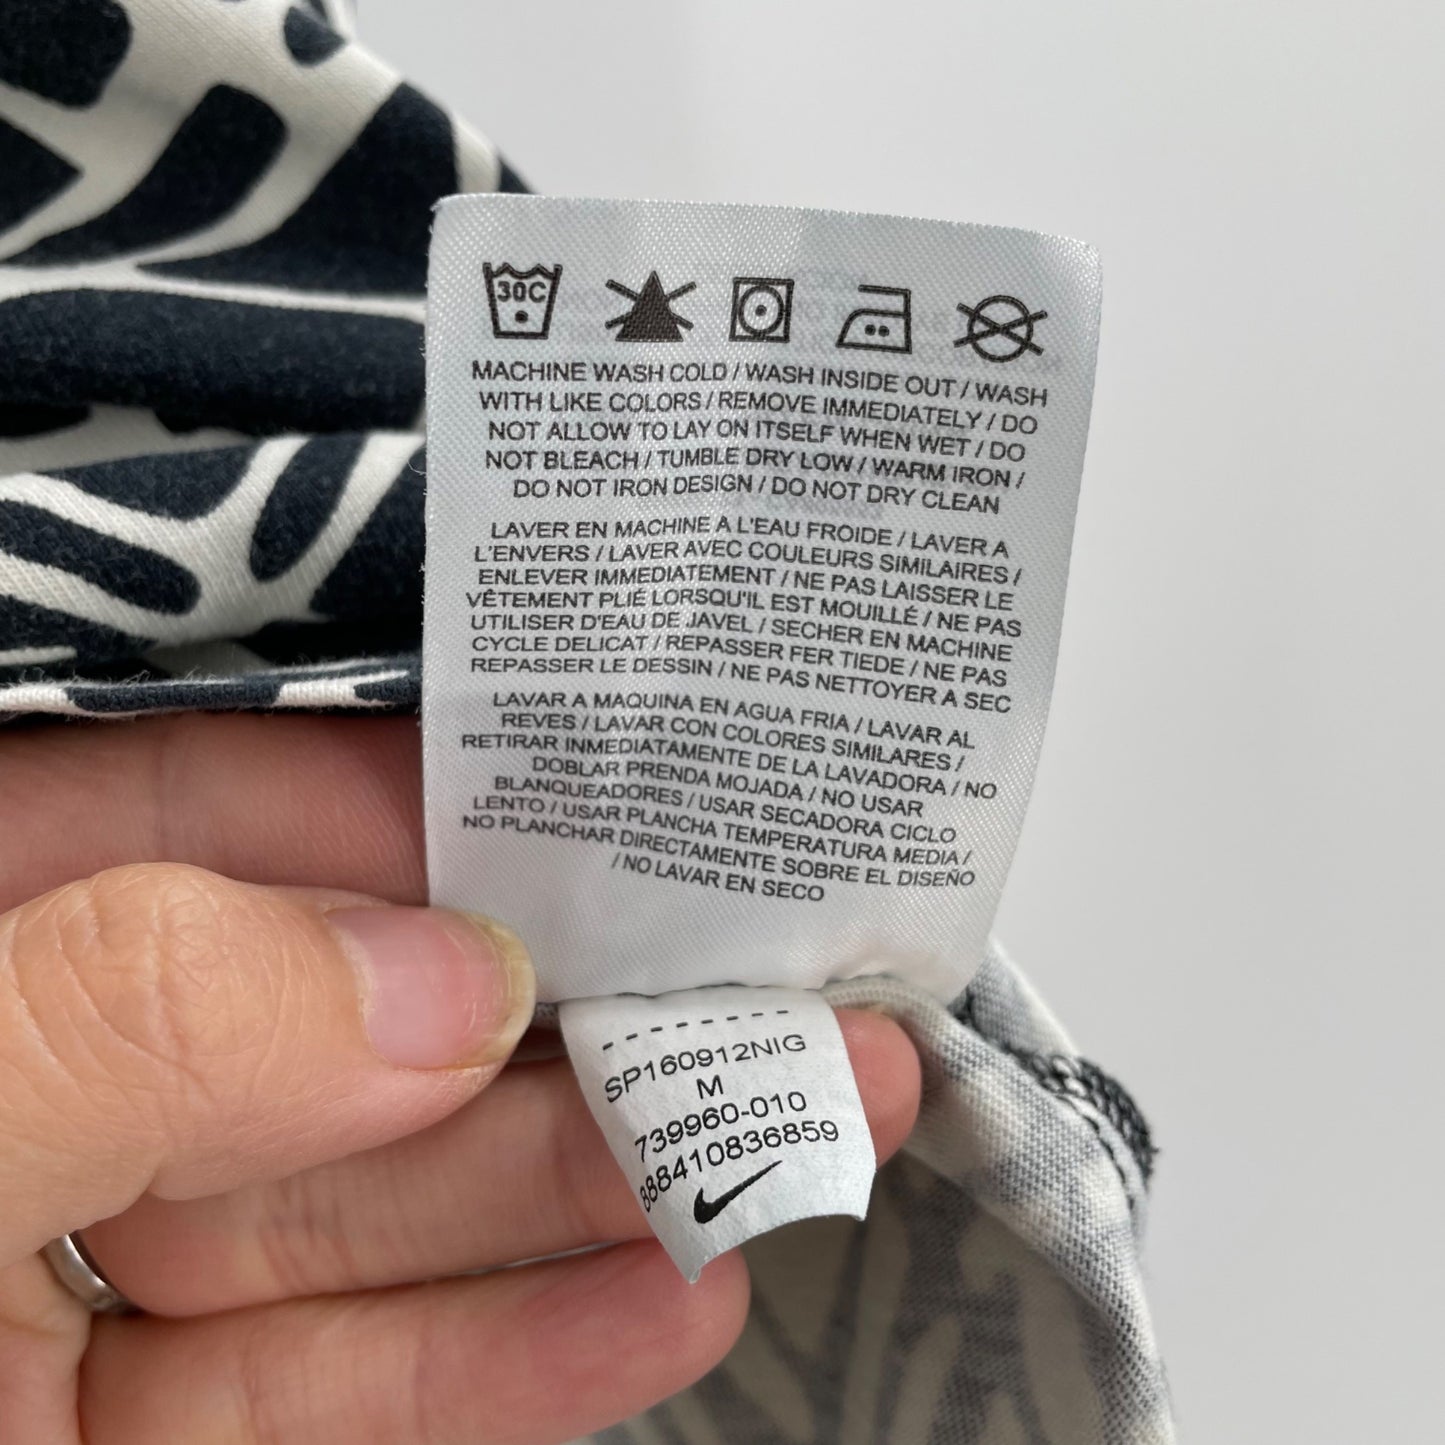 30C
MACHINE WASH COLD / WASH INSIDE OUT / WASH
WITH LIKE COLORS / REMOVE IMMEDIATELY / DO
NOT ALLOW TO LAY ON ITSELF WHEN WET / DO
NOT BLEACH / TUMBLE DRY LOW / WARM IRON /
DO NOT IRON DESIGN / DO NOT DRY CLEAN
LAVER EN MACHINE A L'EAU FROIDE / LAVER A
L'ENVERS / LAVER AVEC COULEURS SIMILAIRES /
ENLEVER IMMEDIATEMENT / NE PAS LAISSER LE
VÊTEMENT PLIÉ LORSQU'IL EST MOUILLÉ / NE PAS
UTILISER D'EAU DE JAVEL / SECHER EN MACHINE
CYCLE DELICAT / REPASSER FER TIEDE / NE PAS
REPASSER LE DESSIN / NE PAS NETTOYER A SEC
LAVAR A MAQUINA EN AGUA FRIA / LAVAR AL
REVES / LAVAR CON COLORES SIMILARES /
RETIRAR INMEDIATAMENTE DE LA LAVADORA / NO
DOBLAR PRENDA MOJADA / NO USAR
BLANQUEADORES / USAR SECADORA CICLO
LENTO / USAR PLANCHA TEMPERATURA MEDIA /
NO PLANCHAR DIRECTAMENTE SOBRE EL DISEÑO
/ NO LAVAR EN SECO
SP160912NIG
M
739960-010
888410836859